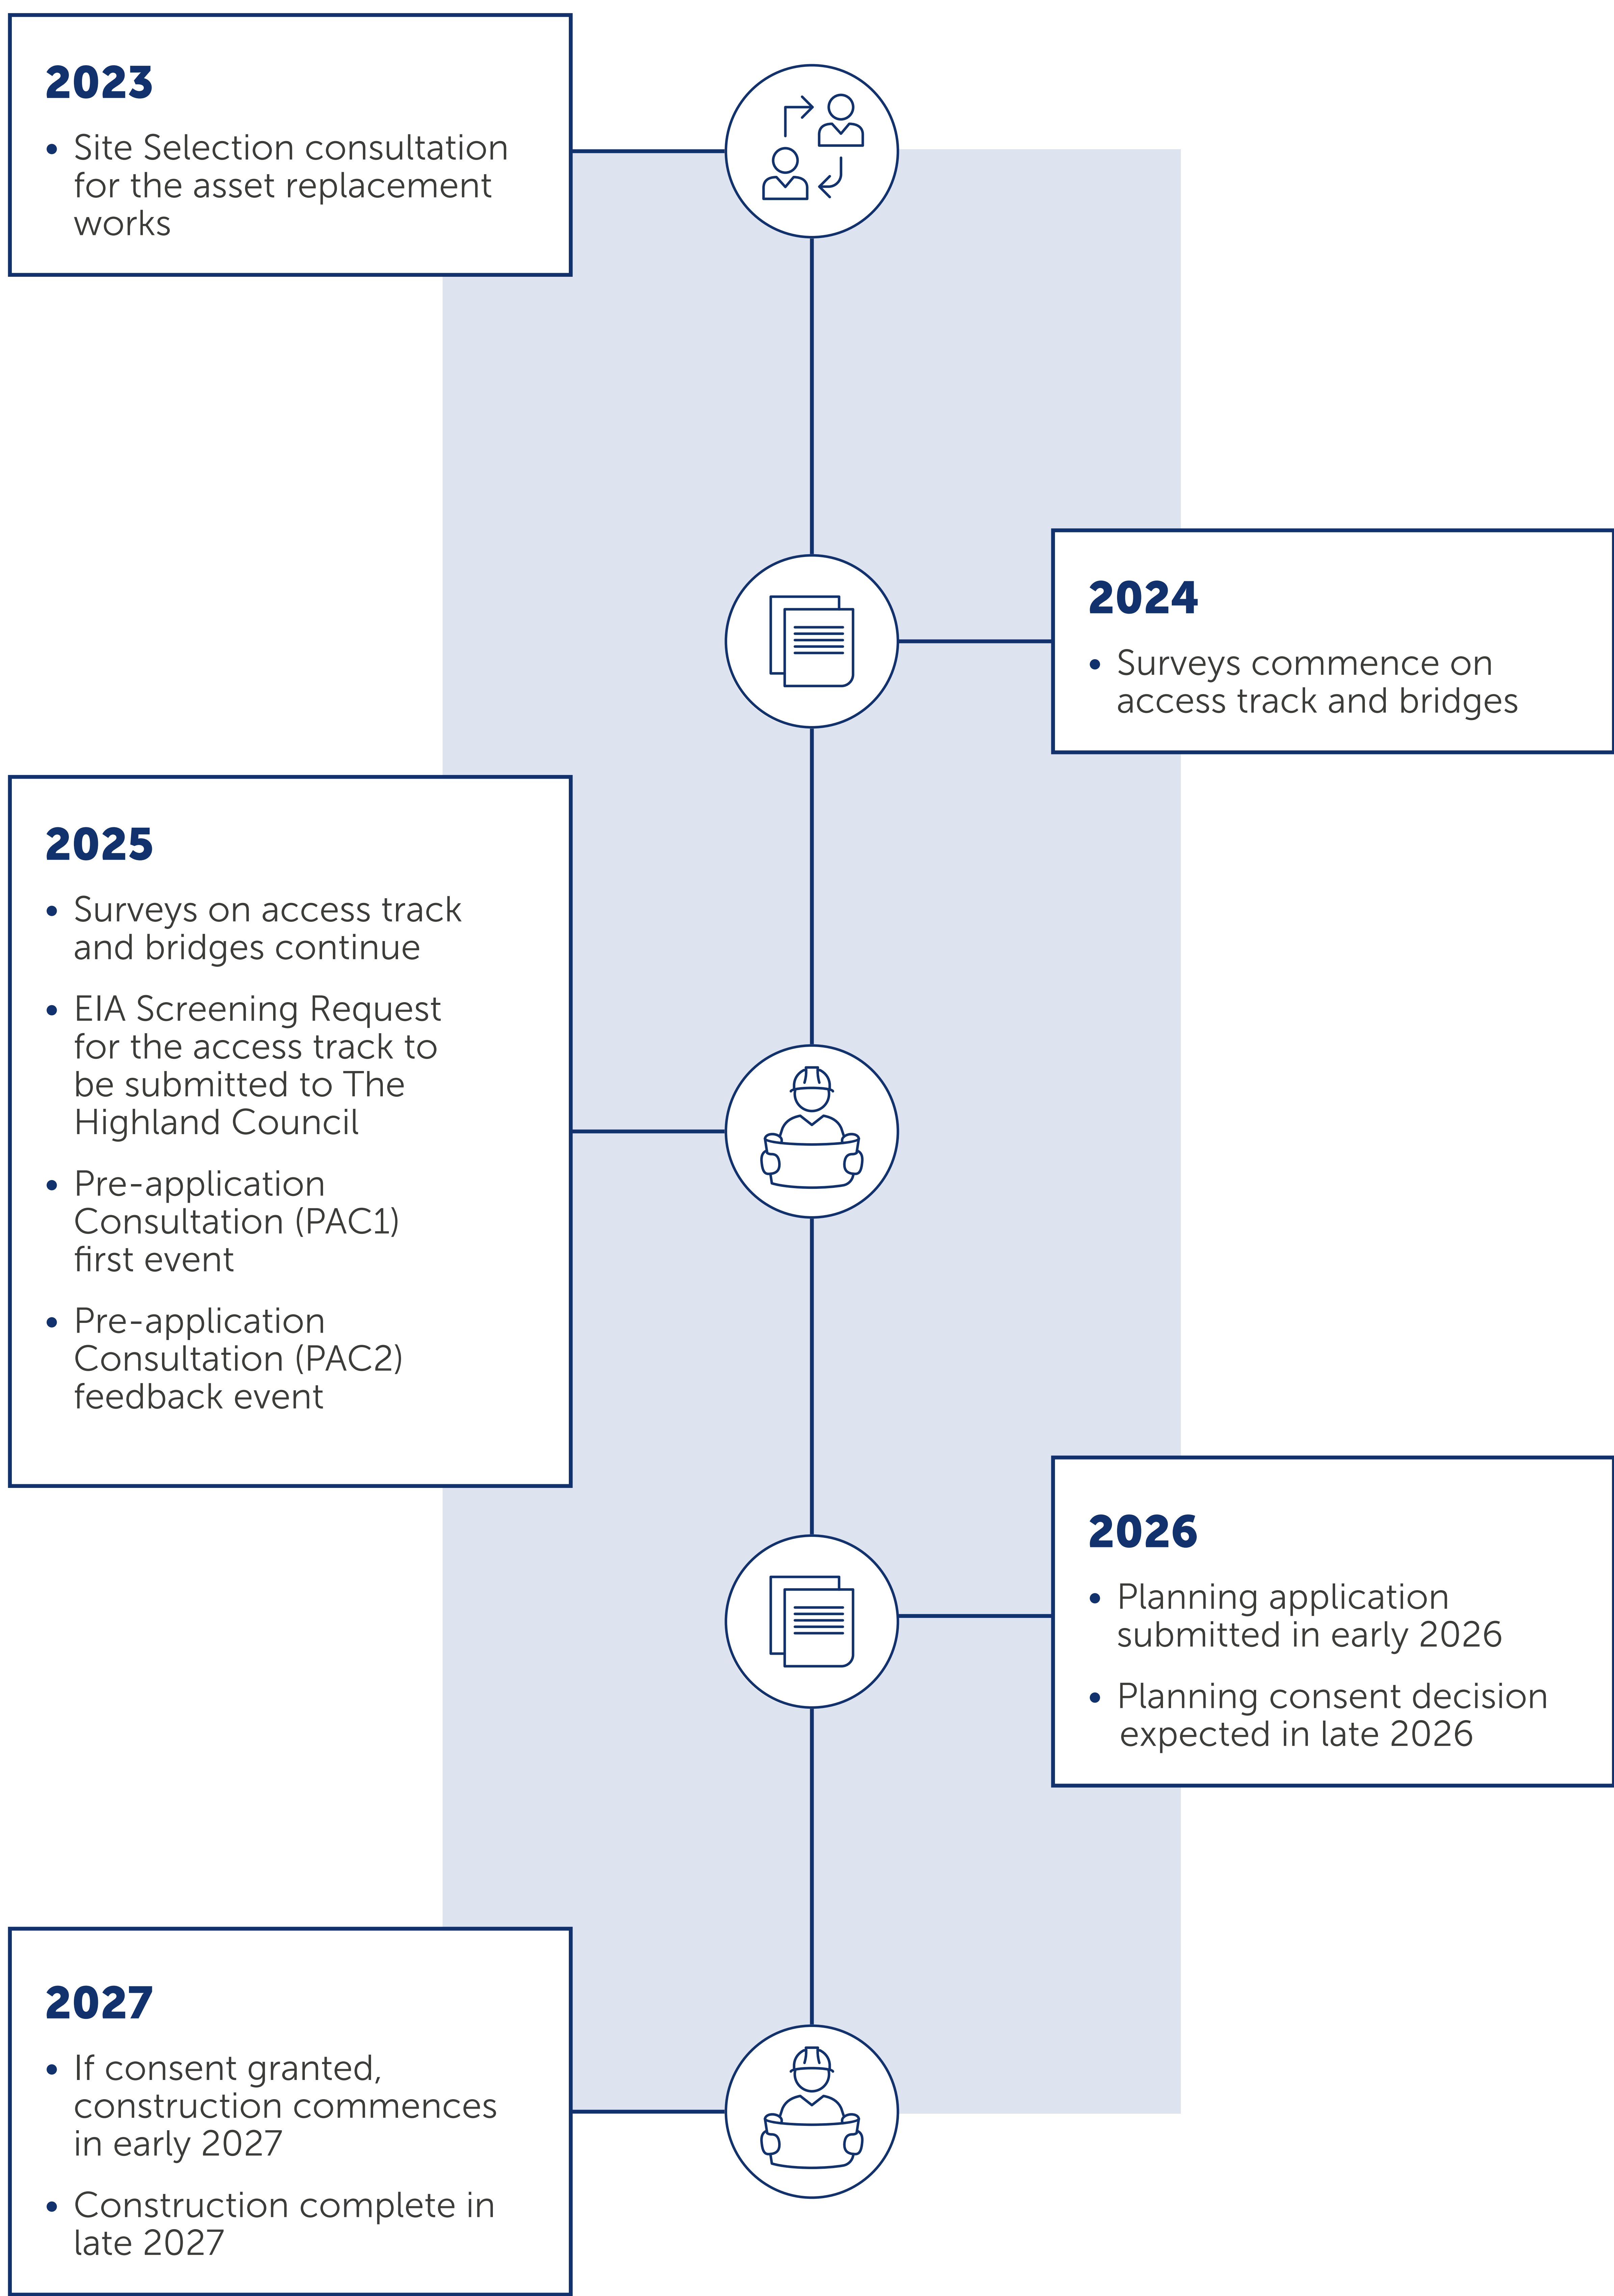 2023
• Site Selection consultation
for the asset replacement
works
2024
• Surveys commence on
access track and bridges
2025
• Surveys on access track
and bridges continue
• EIA Screening Request
for the access track to
be submitted to The
Highland Council
• Pre-application
Consultation (PAC1)
first event
• Pre-application
Consultation (PAC2)
feedback event
2026
• Planning application
submitted in early 2026
• Planning consent decision
expected in late 2026
2027
• If consent granted,
construction commences
in early 2027
• Construction complete in
late 2027